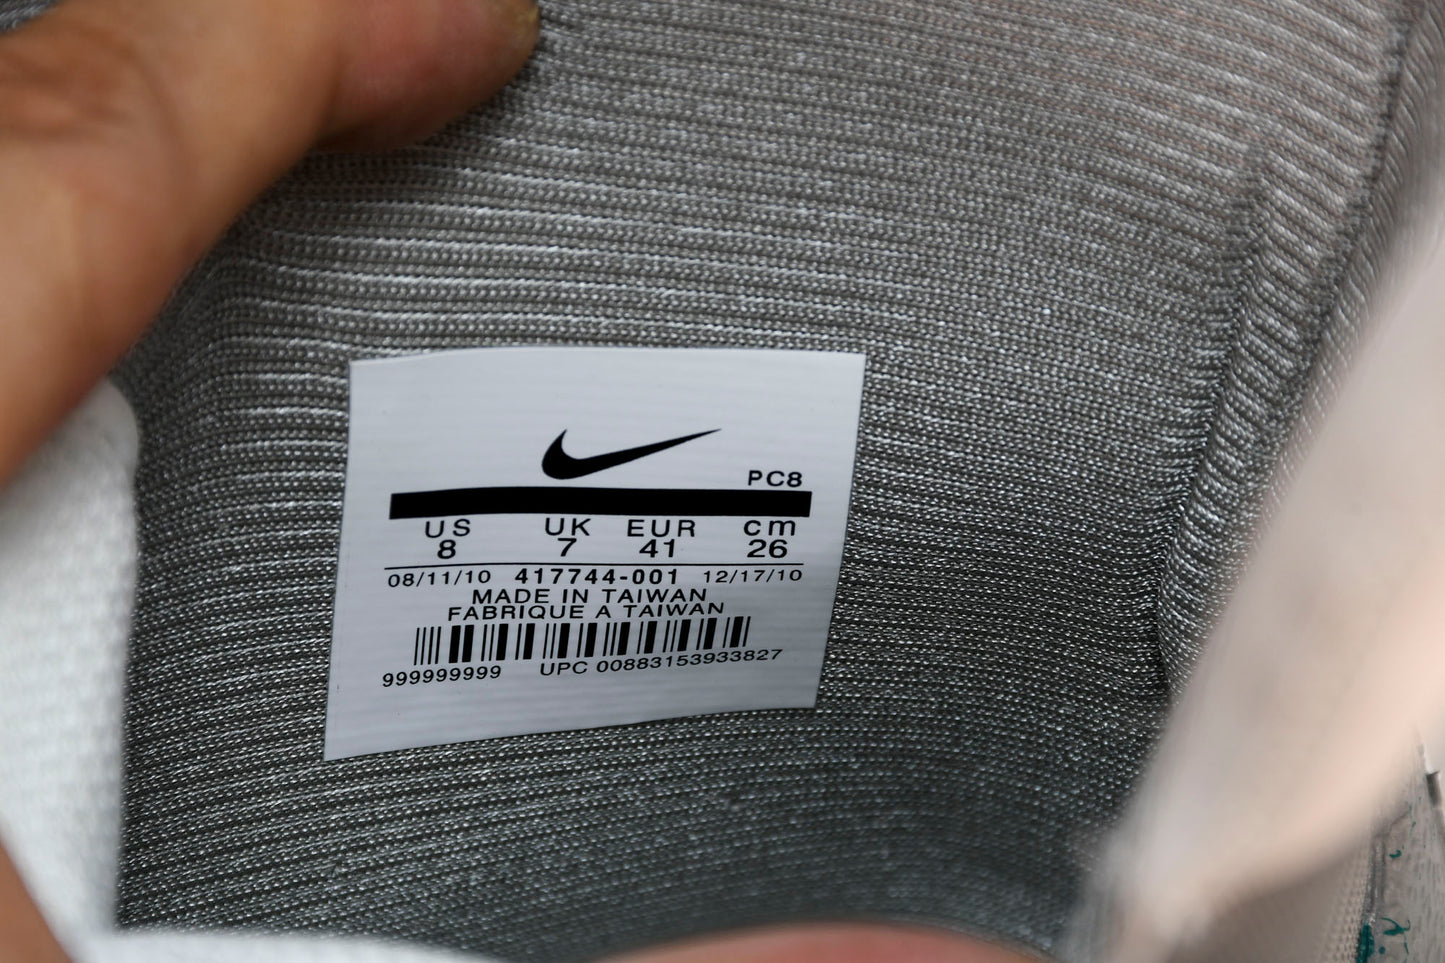 PC8
US UK EUR cm
8 7 41 26
08/11/10 417744-001 12/17/10
MADE IN TAIWAN
FABRIQUE A TAIWAN
999999999 UPC 00883153933827